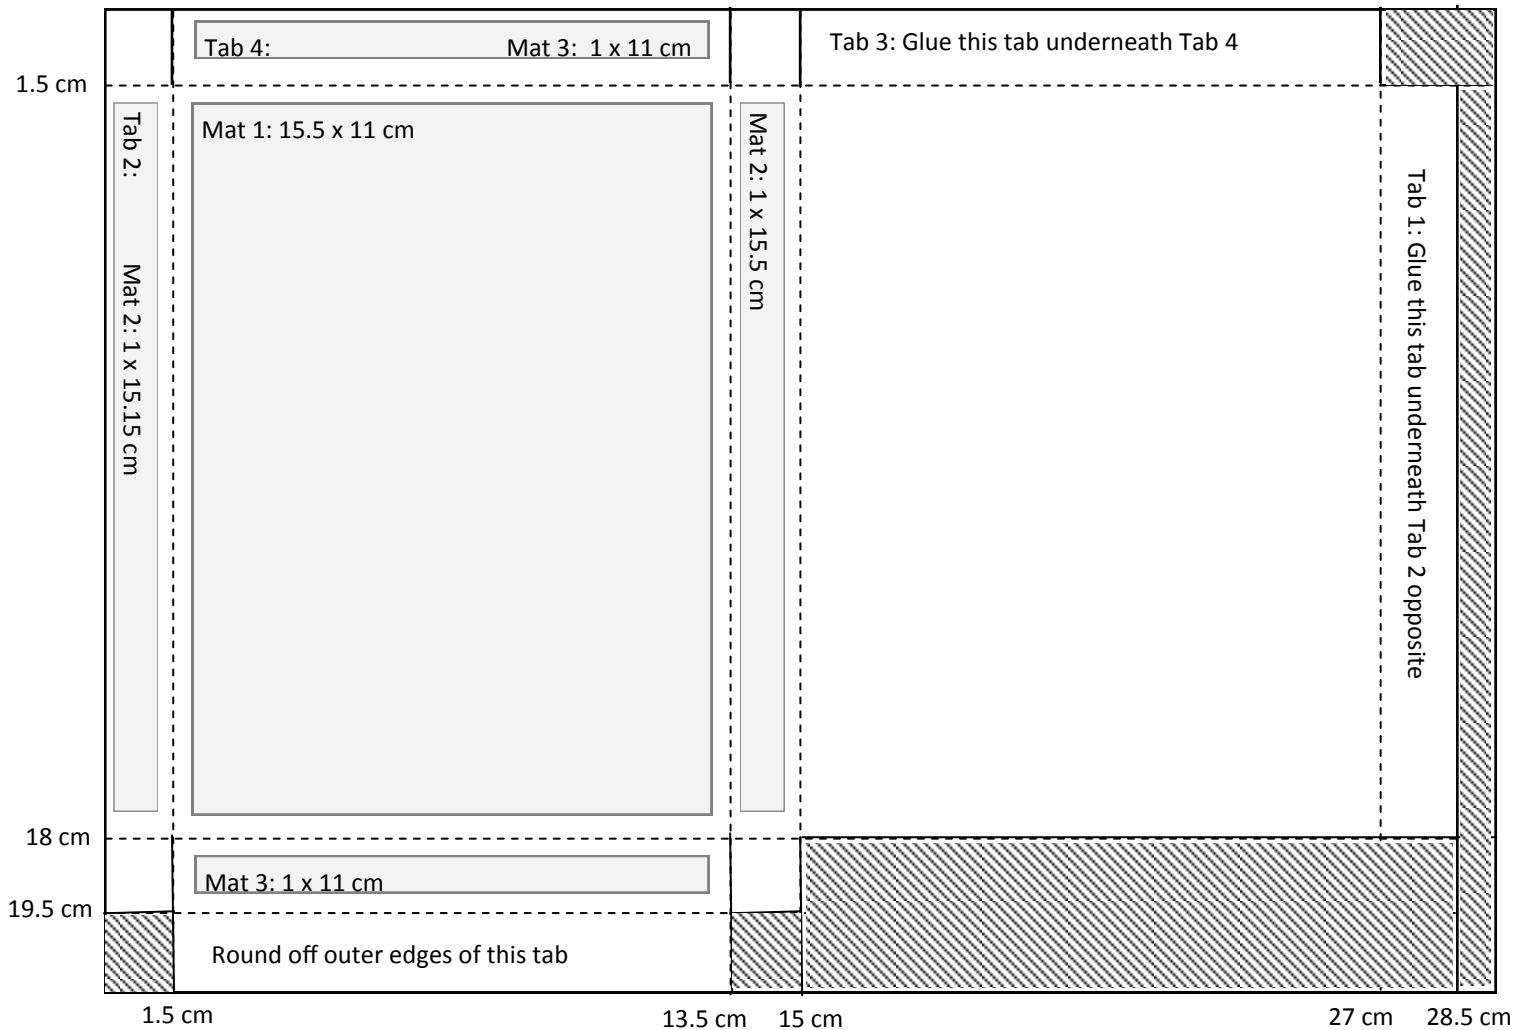 Tab 4: Mat 3: 1 x 11 cm
Tab 3: Glue this tab underneath Tab 4
1.5 cm
Tab 2: Mat 2: 1 x 15.15 cm
Mat 1: 15.5 x 11 cm
Mat 2: 1 x 15.5 cm
Tab 1: Glue this tab underneath Tab 2 opposite
18 cm
Mat 3: 1 x 11 cm
19.5 cm
Round off outer edges of this tab
1.5 cm
13.5 cm
15 cm
27 cm
28.5 cm